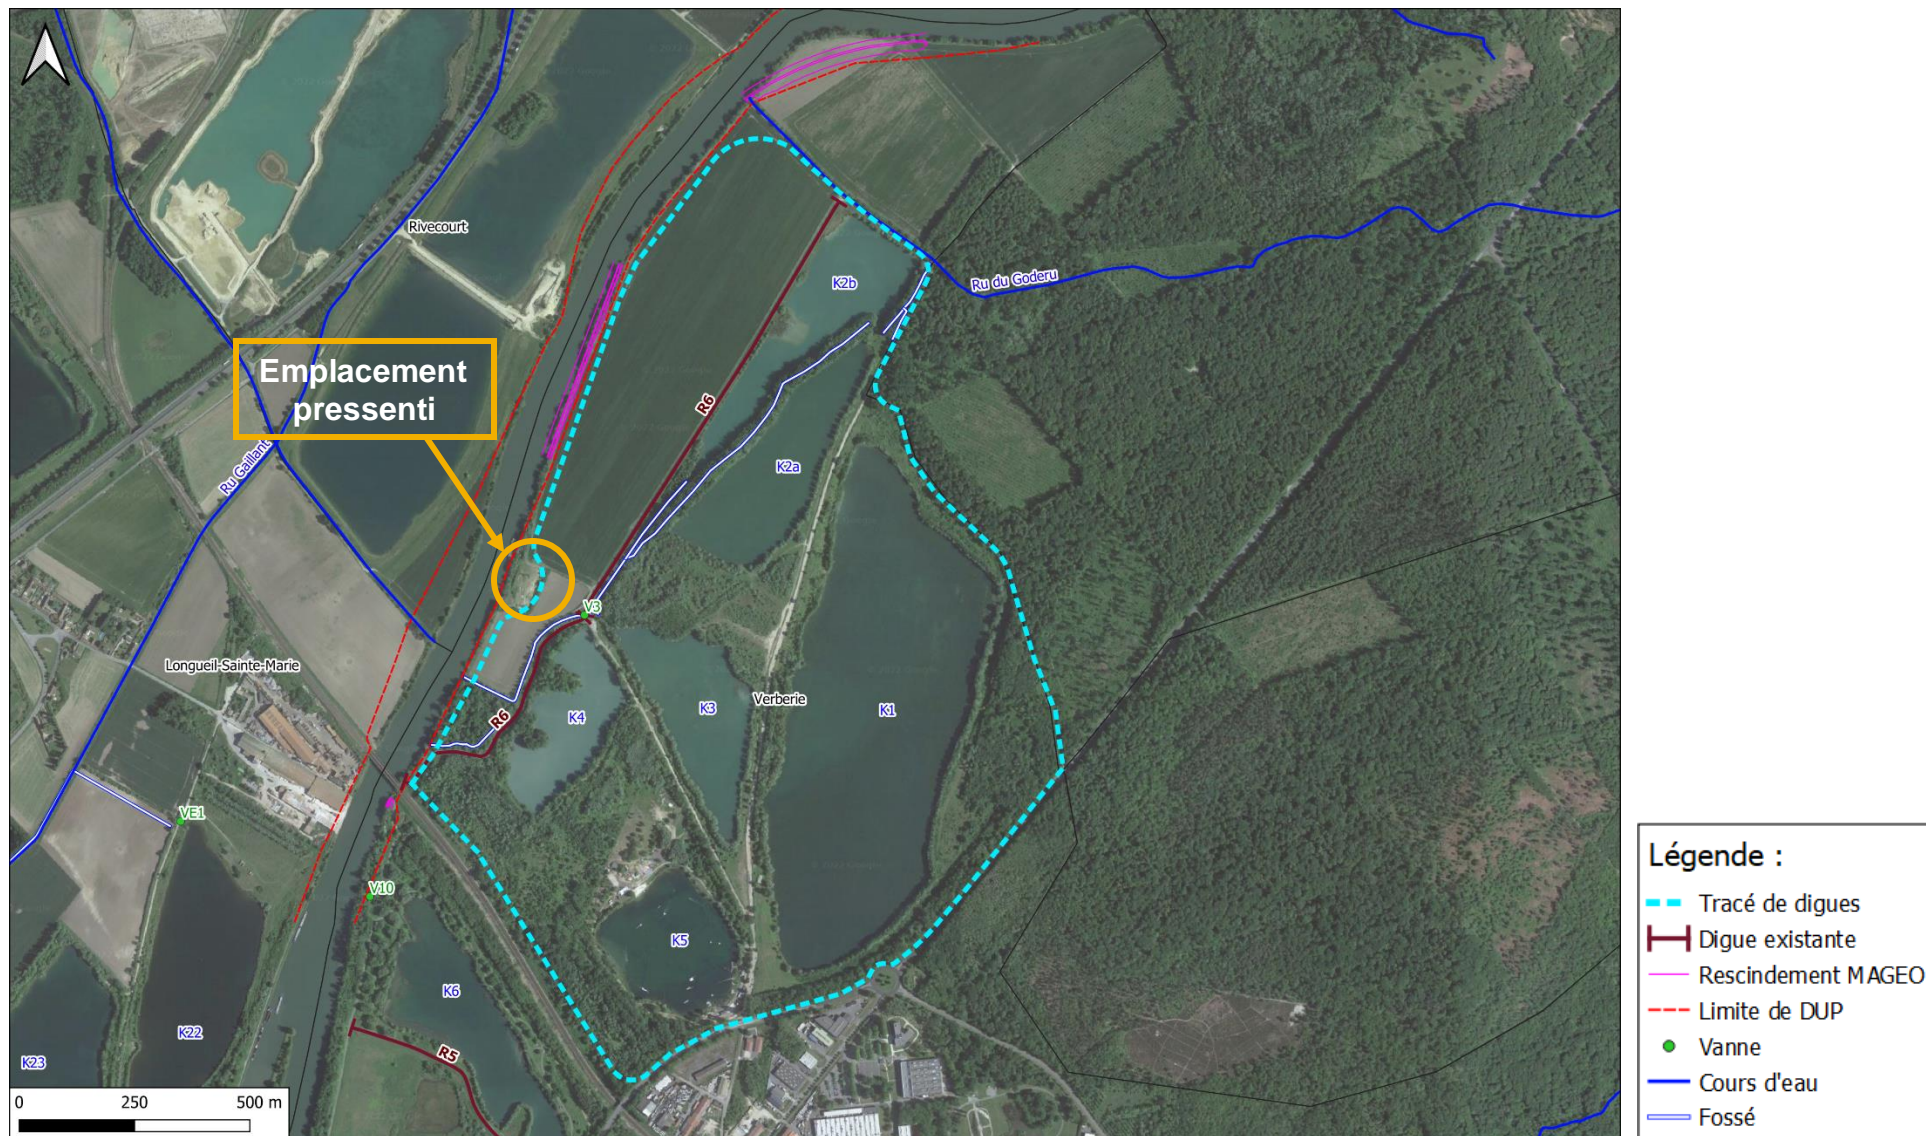 Rivecourt
Ru du Goderu
K2b
Emplacement
pressenti
R6
Ru Gaillant
K2a
V3
Longueil-Sainte-Marie
Verberie
K4
K3
K1
R6
VE1
V10
K5
K6
K22
R5
K23
0 250 500 m
Légende :
Tracé de digues
Digue existante
Rescindement MAGEO
Limite de DUP
Vanne
Cours d'eau
Fossé